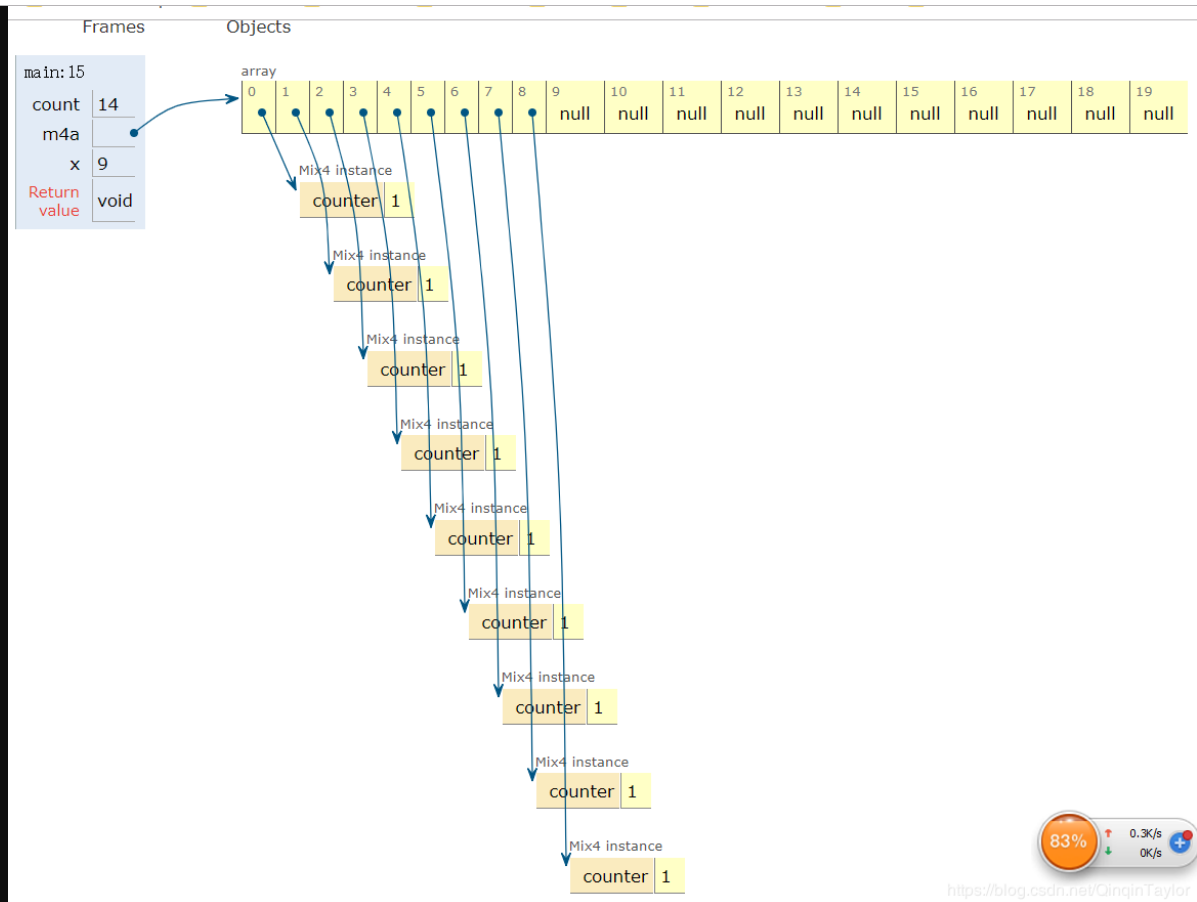 Frames Objects
main:15
count 14
m4a
x 9
Return value void
array
0 1 2 3 4 5 6 7 8 9 10 11 12 13 14 15 16 17 18 19
null null null null null null null null null null null
Mix4 instance
counter 1
Mix4 instance
counter 1
Mix4 instance
counter 1
Mix4 instance
counter 1
Mix4 instance
counter 1
Mix4 instance
counter 1
Mix4 instance
counter 1
Mix4 instance
counter 1
Mix4 instance
counter 1
83%
0.3K/s
0K/s
https://blog.csdn.net/QinqinTaylor